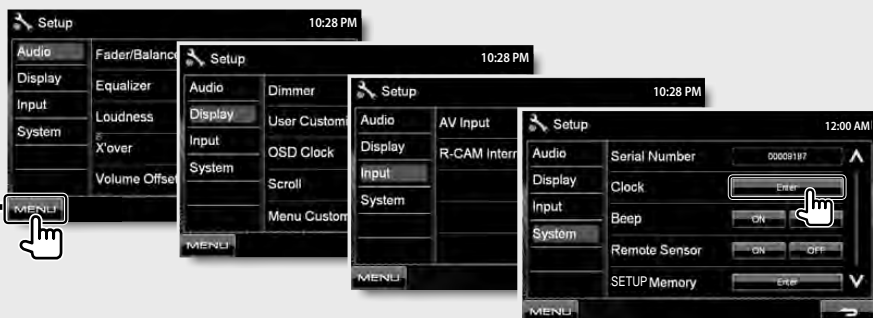 Setup 10:28 PM
Audio Fader/Balance
Display Equalizer
Input Loudness
System X'over
Volume Offset
MENU
Setup 10:28 PM
Audio Dimmer
Display User Customi
Input OSD Clock
System Scroll
Menu Custom
MENU
Setup 10:28 PM
Audio AV Input
Display R-CAM Interr
Input
System
MENU
Setup 12:00 AM
Audio Serial Number 00009187
Display Clock Enter
Input Beep ON
System Remote Sensor ON OFF
SETUP Memory Enter
MENU